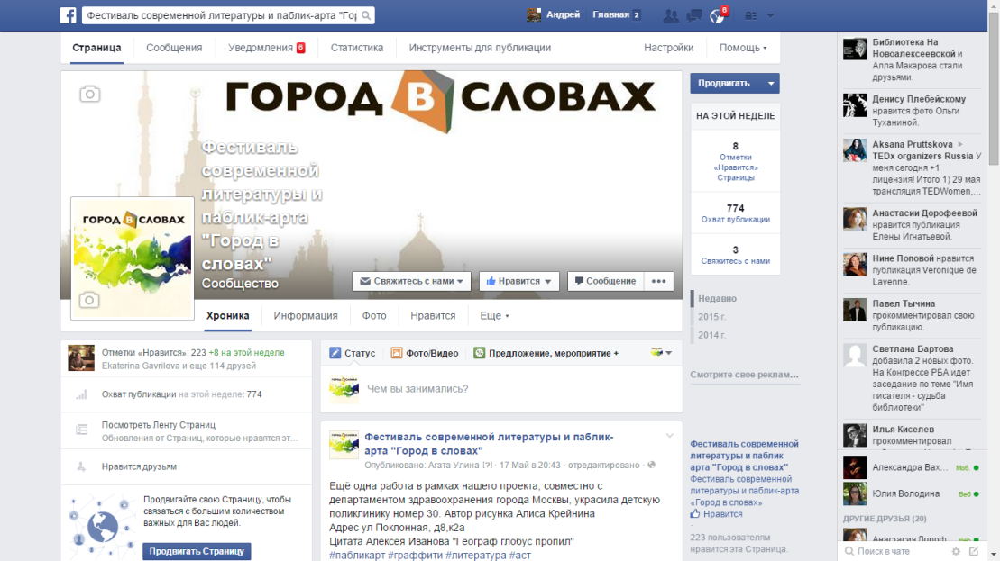 Фестиваль современной литературы и паблик-арта "Гор
Андрей
Главная 2
6
Страница
Сообщения
Уведомления 6
Статистика
Инструменты для публикации
Настройки
Помощь
ГОРОД В СЛОВАХ
Фестиваль
современной
литературы и
паблик-арта
"Город в
словах"
Сообщество
ГОРОД В СЛОВАХ
Свяжитесь с нами
Нравится
Сообщение
Хроника
Информация
Фото
Нравится
Еще
Отметки «Нравится»: 223 +8 на этой неделе
Ekaterina Gavrilova и еще 114 друзей
Охват публикации на этой неделе: 774
Посмотреть Ленту Страниц
Обновления от Страниц, которые нравятся эт...
Нравится друзьям
Продвигайте свою Страницу, чтобы
связаться с большим количеством
важных для Вас людей.
Продвигать Страницу
Статус
Фото/Видео
Предложение, мероприятие +
Чем вы занимались?
Фестиваль современной литературы и паблик-
арта "Город в словах"
Опубликовано: Агата Улина [?] · 17 Май в 20:43 · отредактировано ·
Ещё одна работа в рамках нашего проекта, совместно с
департаментом здравоохранения города Москвы, украсила детскую
поликлинику номер 30. Автор рисунка Алиса Крейнина
Адрес ул Поклонная, д8,к2а
Цитата Алексея Иванова "Географ глобус пропил"
#пабликарт #граффити #литература #аст
Продвигать
НА ЭТОЙ НЕДЕЛЕ
8
Отметки
«Нравится»
Страницы
774
Охват публикации
3
Свяжитесь с нами
Недавно
2015 г.
2014 г.
Смотрите свое реклам...
Фестиваль современной
литературы и паблик-
арта "Город в словах"
Фестиваль современной
литературы и паблик-арта
«Город в словах»
Нравится
223 пользователям
нравится эта Страница.
Библиотека На
Новоалексеевской и
Алла Макарова стали
друзьями.
Денису Плебейскому
нравится фото Ольги
Туханиной.
Aksana Pruttskova
TEDx organizers Russia У
меня сегодня +1
лицензия! Итого 1) 29 мая
трансляция TEDWomen,...
Анастасии Дорофеевой
нравится публикация
Елены Игнатьевой.
Нине Поповой нравится
публикация Veronique de
Lavenne.
Павел Тычина
прокомментировал свою
публикацию.
Светлана Бартова
добавила 2 новых фото.
На Конгрессе РБА идет
заседание по теме "Имя
писателя - судьба
библиотеки"
Илья Киселев
прокомментировал
Александра Вах... Моб.
Юлия Володина Веб
ДРУГИЕ ДРУЗЬЯ (20)
Анастасия Дороф... Веб
Поиск в чате